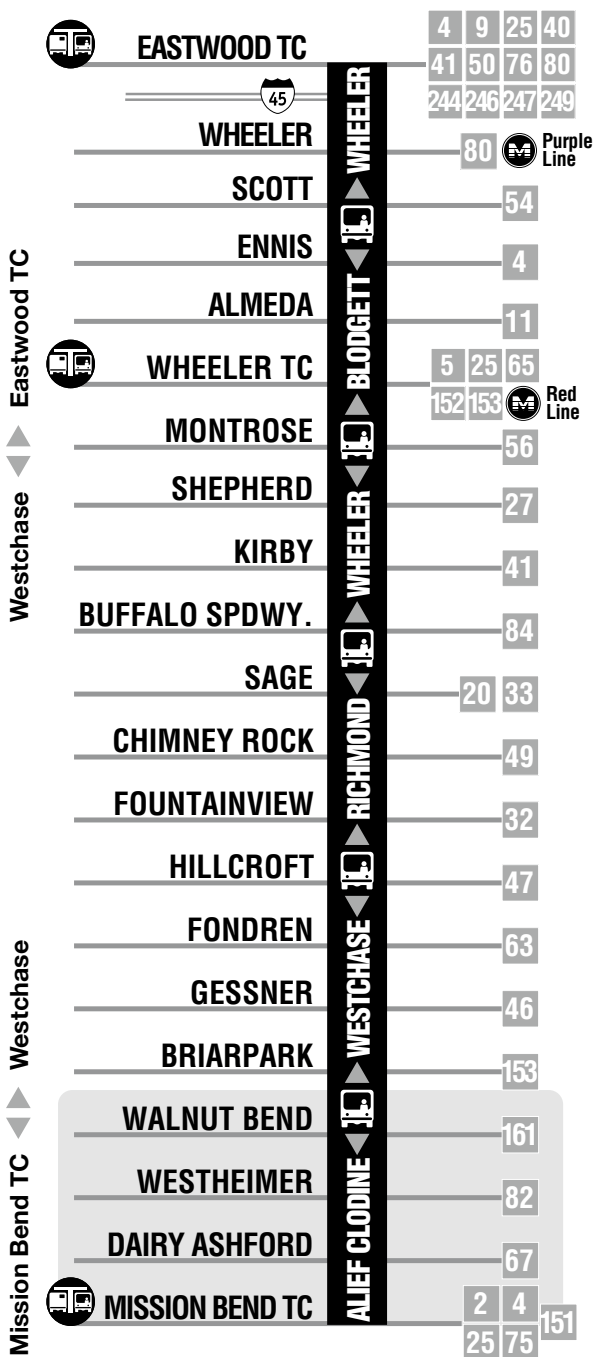 EASTWOOD TC
4 9 25 40
41 50 76 80
244 246 247 249
45
WHEELER
WHEELER
80 M Purple
Line
SCOTT
54
ENNIS
4
ALMEDA
11
BLODGETT
WHEELER TC
5 25 65
152 153 M Red
Line
MONTROSE
56
SHEPHERD
27
WHEELER
KIRBY
41
BUFFALO SPDWY.
84
SAGE
20 33
RICHMOND
CHIMNEY ROCK
49
FOUNTAINVIEW
32
HILLCROFT
47
FONDREN
63
WESTCHASE
GESSNER
46
BRIARPARK
153
WALNUT BEND
161
WESTHEIMER
82
ALIEF CLODINE
DAIRY ASHFORD
67
MISSION BEND TC
2 4
151
25 75
Westchase Eastwood TC
Mission Bend TC Westchase